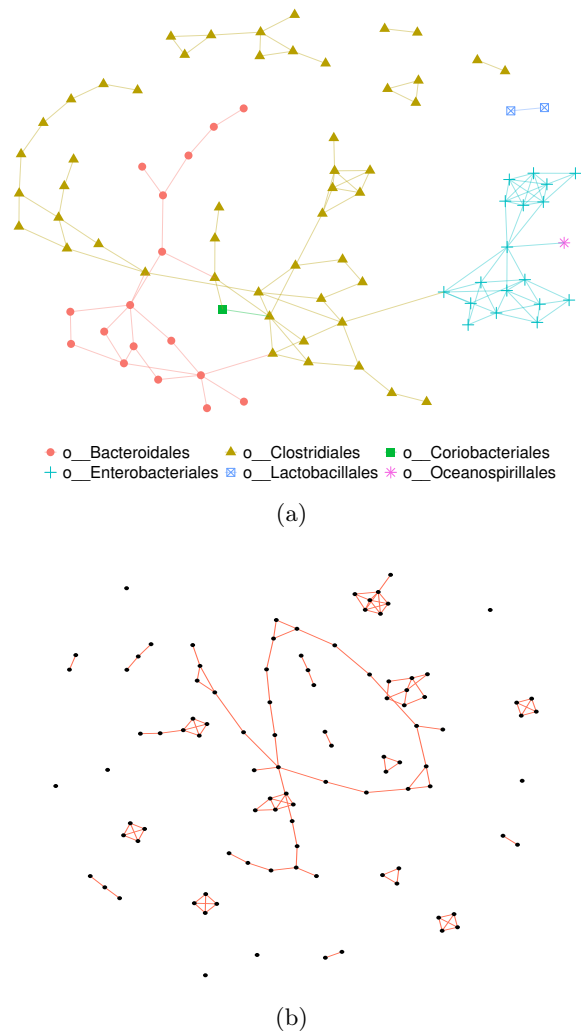 o__Bacteroidales o__Clostridiales o__Coriobacteriales
o__Enterobacteriales o__Lactobacillales o__Oceanospirillales
(a)
(b)